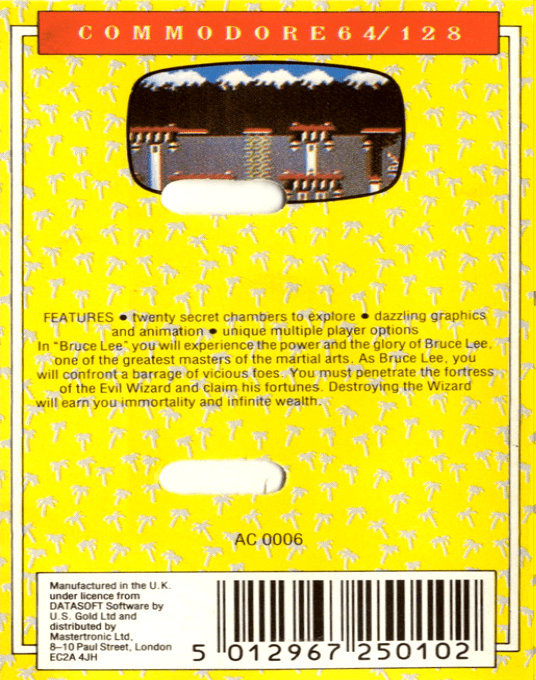 COMMODORE 64/128
FEATURES • twenty secret chambers to explore • dazzling graphics
and animation • unique multiple player options
In "Bruce Lee" you will experience the power and the glory of Bruce Lee,
one of the greatest masters of the martial arts. As Bruce Lee, you
will confront a barrage of vicious foes. You must penetrate the fortress
of the Evil Wizard and claim his fortunes. Destroying the Wizard
will earn you immortality and infinite wealth.
AC 0006
Manufactured in the U.K.
under licence from
DATASOFT Software by
U.S. Gold Ltd and
distributed by
Mastertronic Ltd,
8–10 Paul Street, London
EC2A 4JH
5 012967 250102